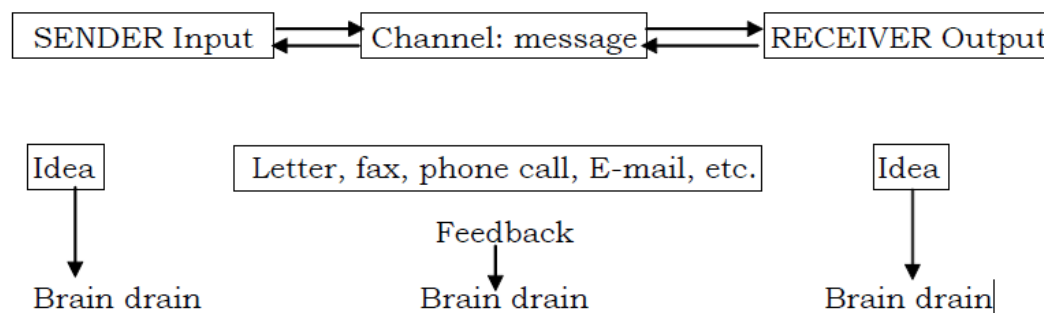 SENDER Input Channel: message RECEIVER Output
Idea Letter, fax, phone call, E-mail, etc. Idea
Feedback
Brain drain Brain drain Brain drain